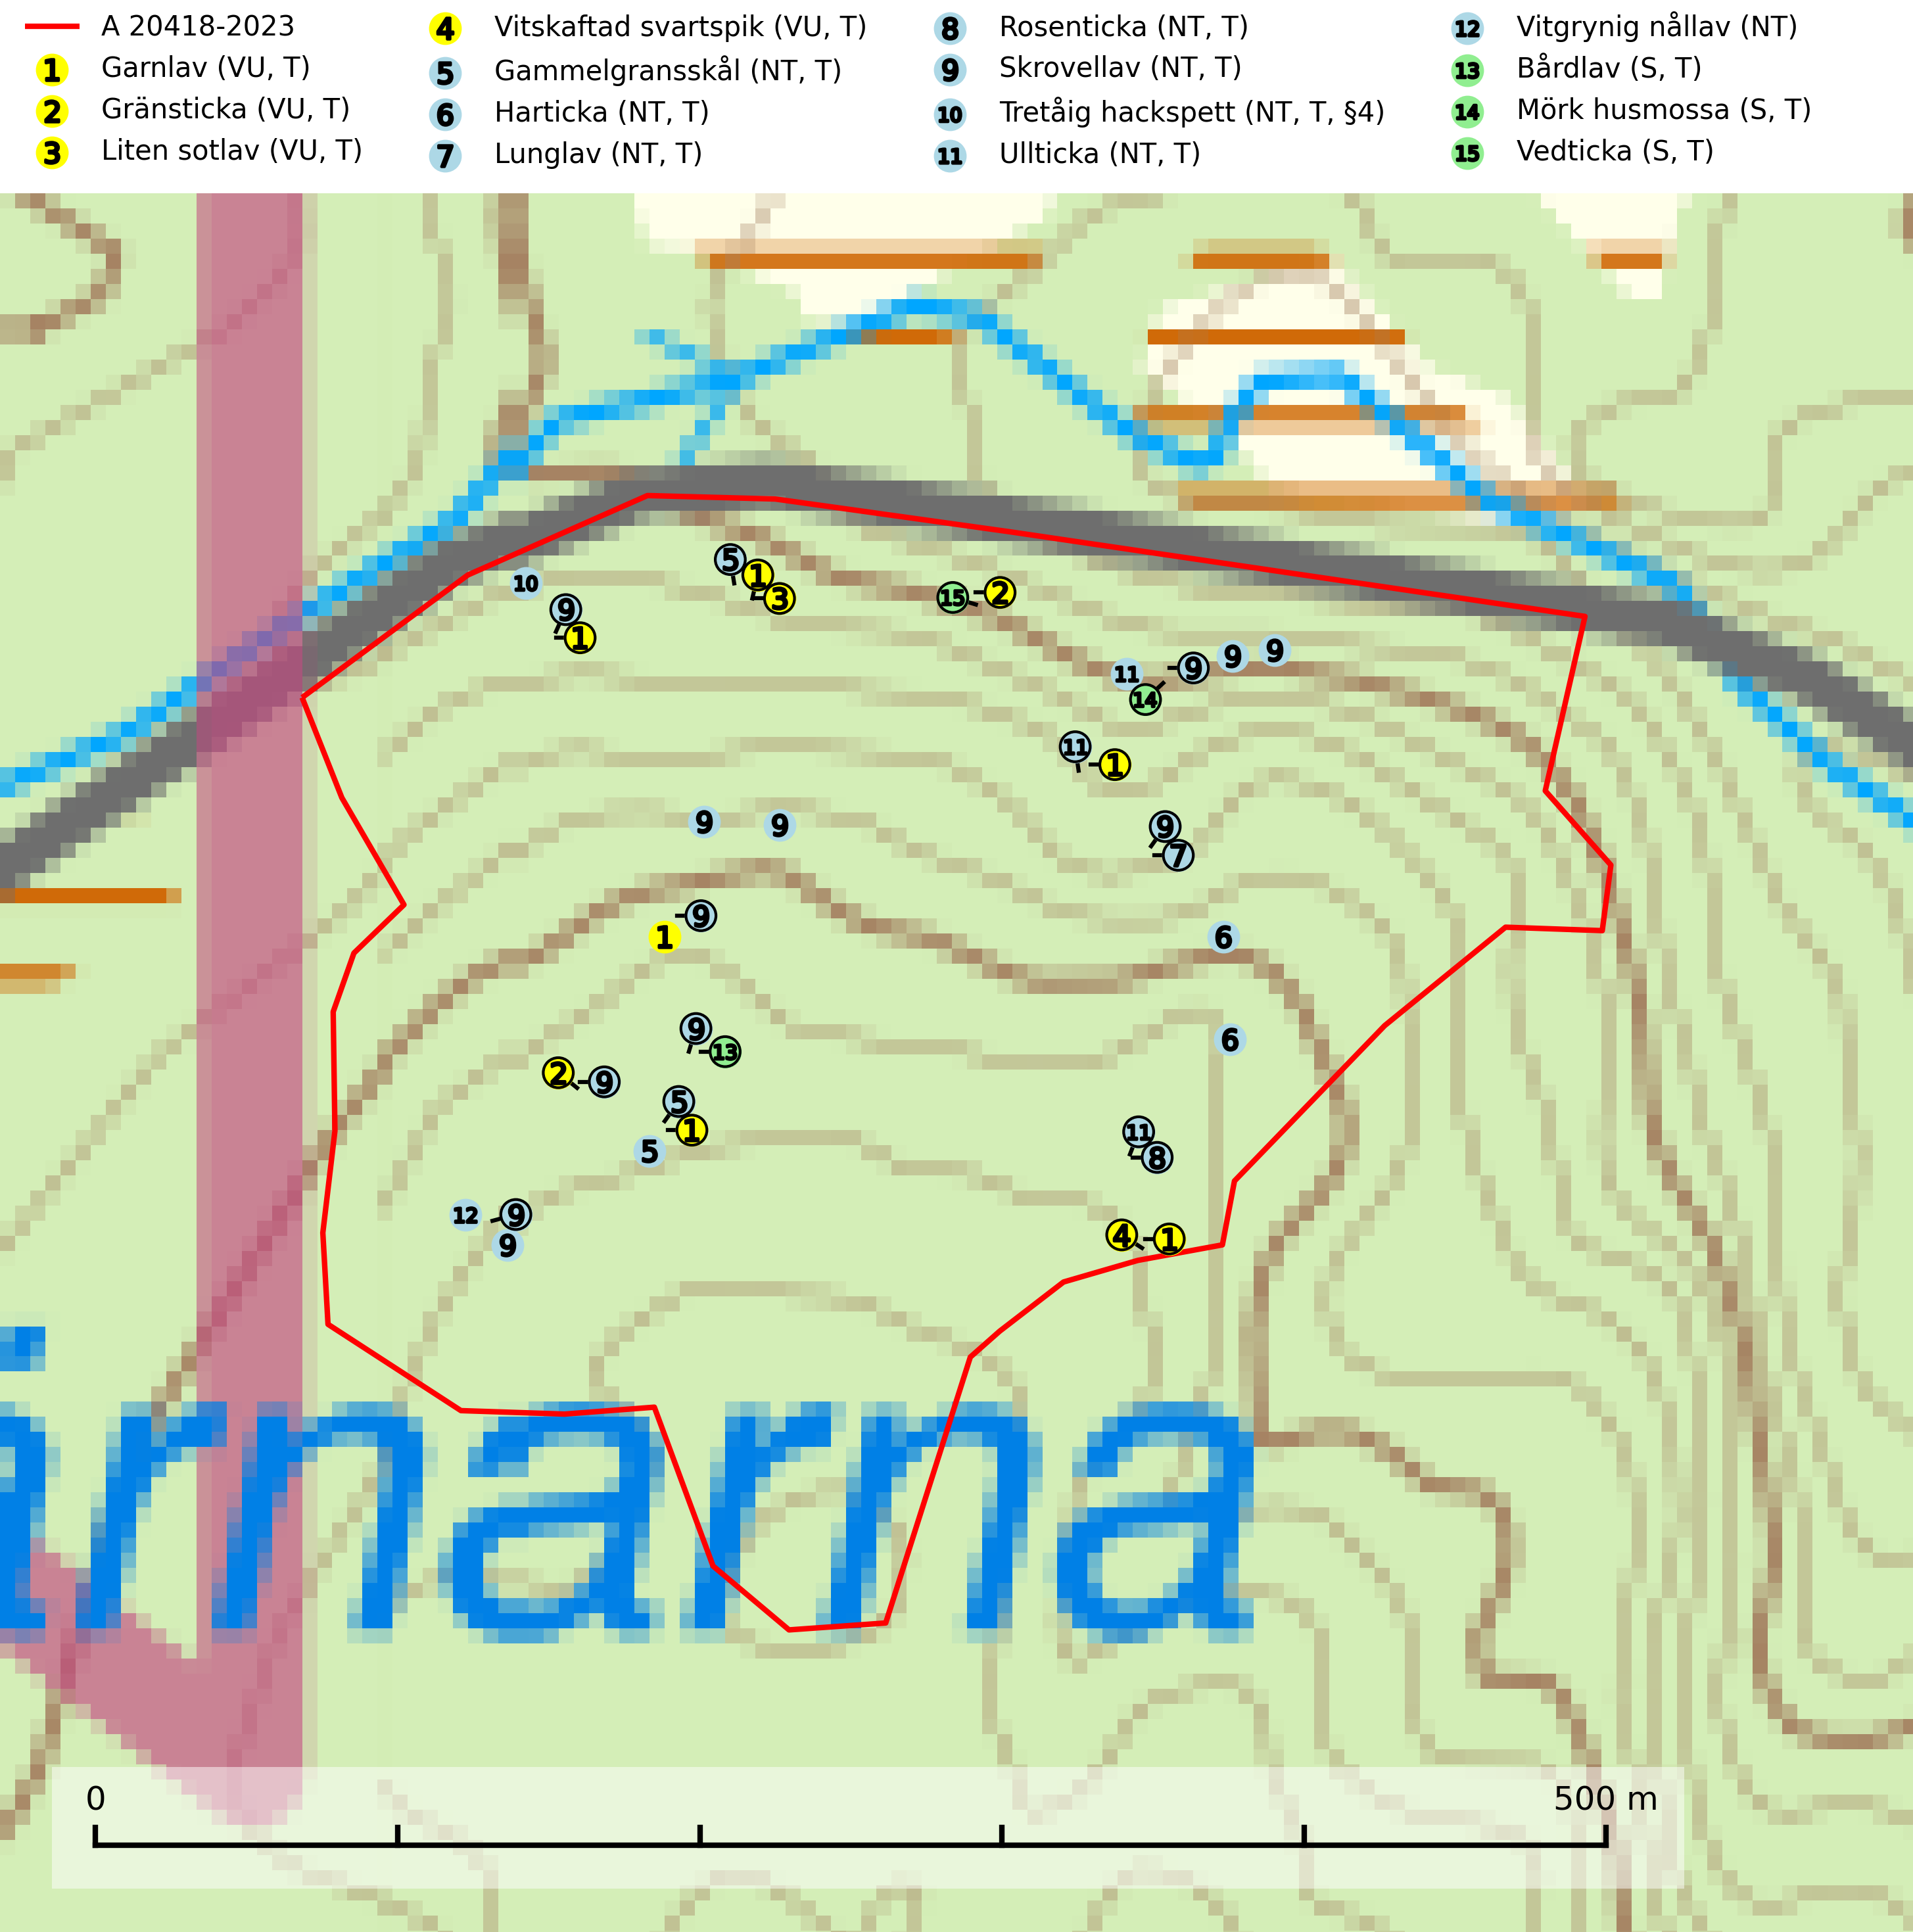 A 20418-2023
1 Garnlav (VU, T)
2 Gränsticka (VU, T)
3 Liten sotlav (VU, T)
4 Vitskaftad svartspik (VU, T)
5 Gammelgransskål (NT, T)
6 Harticka (NT, T)
7 Lunglav (NT, T)
8 Rosenticka (NT, T)
9 Skrovellav (NT, T)
10 Tretåig hackspett (NT, T, §4)
11 Ullticka (NT, T)
12 Vitgrynig nållav (NT)
13 Bårdlav (S, T)
14 Mörk husmossa (S, T)
15 Vedticka (S, T)
5
1
3
10
9
1
15
2
9
9
9
11
14
11
1
9
9
9
7
9
1
6
9
13
6
2
9
5
1
5
11
8
12
9
9
4
1
rnarna
0 500 m